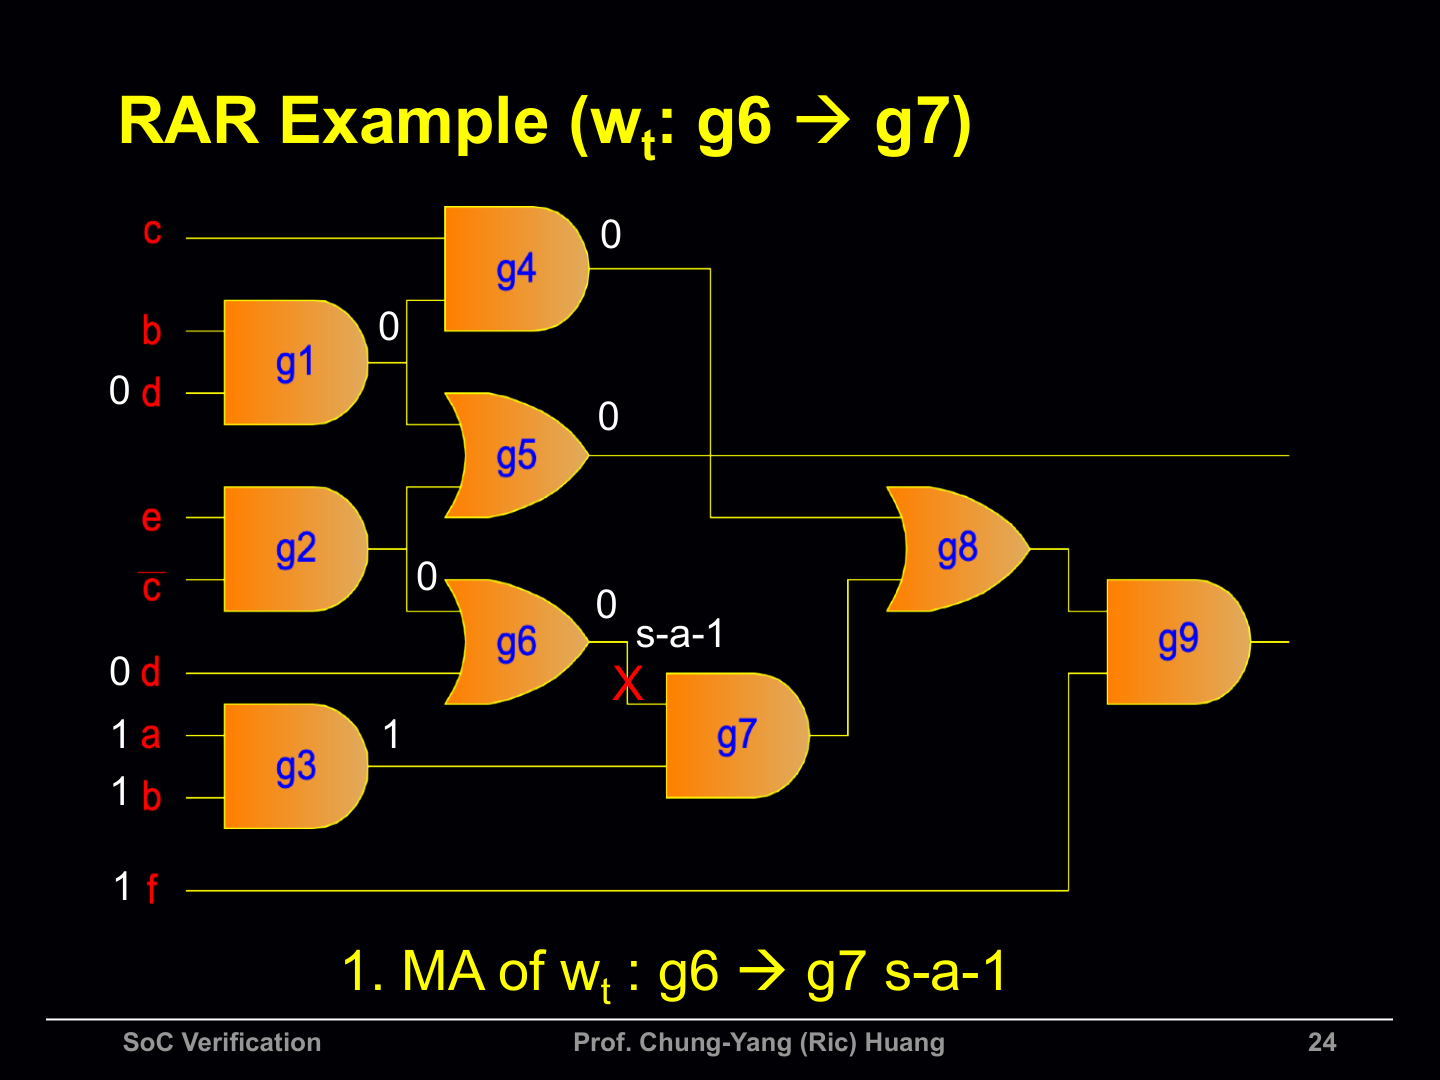 RAR Example (wt: g6 → g7)
c
g4
0
b
g1
0
0 d
g5
0
e
g2
c̅
0
g6
0
s-a-1
X
g8
g9
0 d
1 a
g3
1
g7
1 b
1 f
1. MA of wt : g6 → g7 s-a-1
SoC Verification
Prof. Chung-Yang (Ric) Huang
24